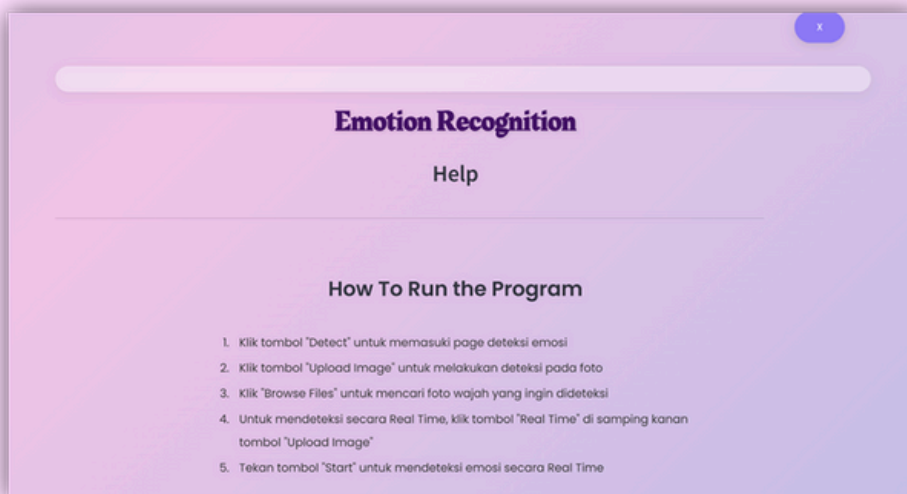 X
Emotion Recognition
Help
How To Run the Program
1. Klik tombol "Detect" untuk memasuki page deteksi emosi
2. Klik tombol "Upload Image" untuk melakukan deteksi pada foto
3. Klik "Browse Files" untuk mencari foto wajah yang ingin dideteksi
4. Untuk mendeteksi secara Real Time, klik tombol "Real Time" di samping kanan
tombol "Upload Image"
5. Tekan tombol "Start" untuk mendeteksi emosi secara Real Time